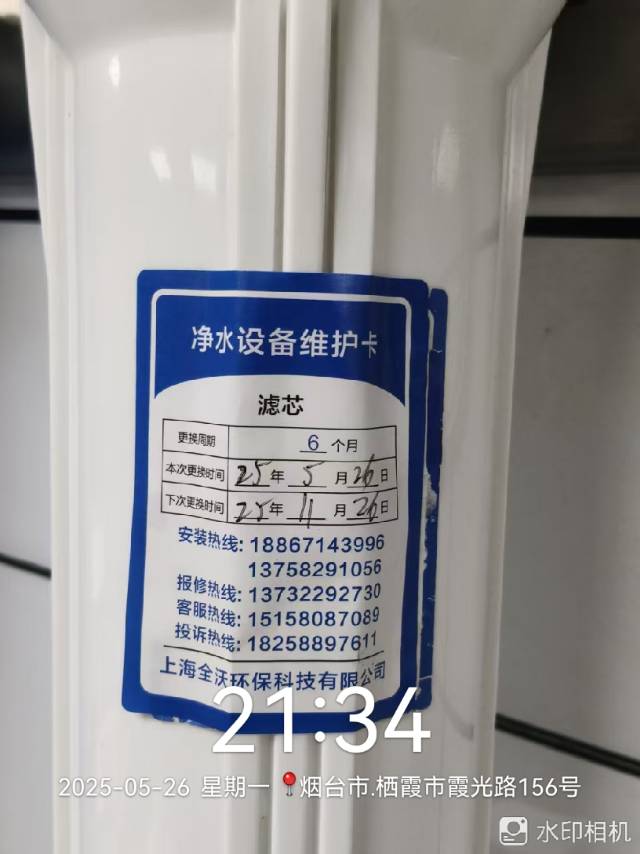 净水设备维护卡
滤芯
更换周期 6 个月
本次更换时间 25 年 5 月 26 日
下次更换时间 25 年 11 月 26 日
安装热线: 18867143996
13758291056
报修热线: 13732292730
客服热线: 15158087089
投诉热线: 18258897611
上海全沃环保科技有限公司
21:34
2025-05-26 星期一 烟台市.栖霞市霞光路156号
水印相机